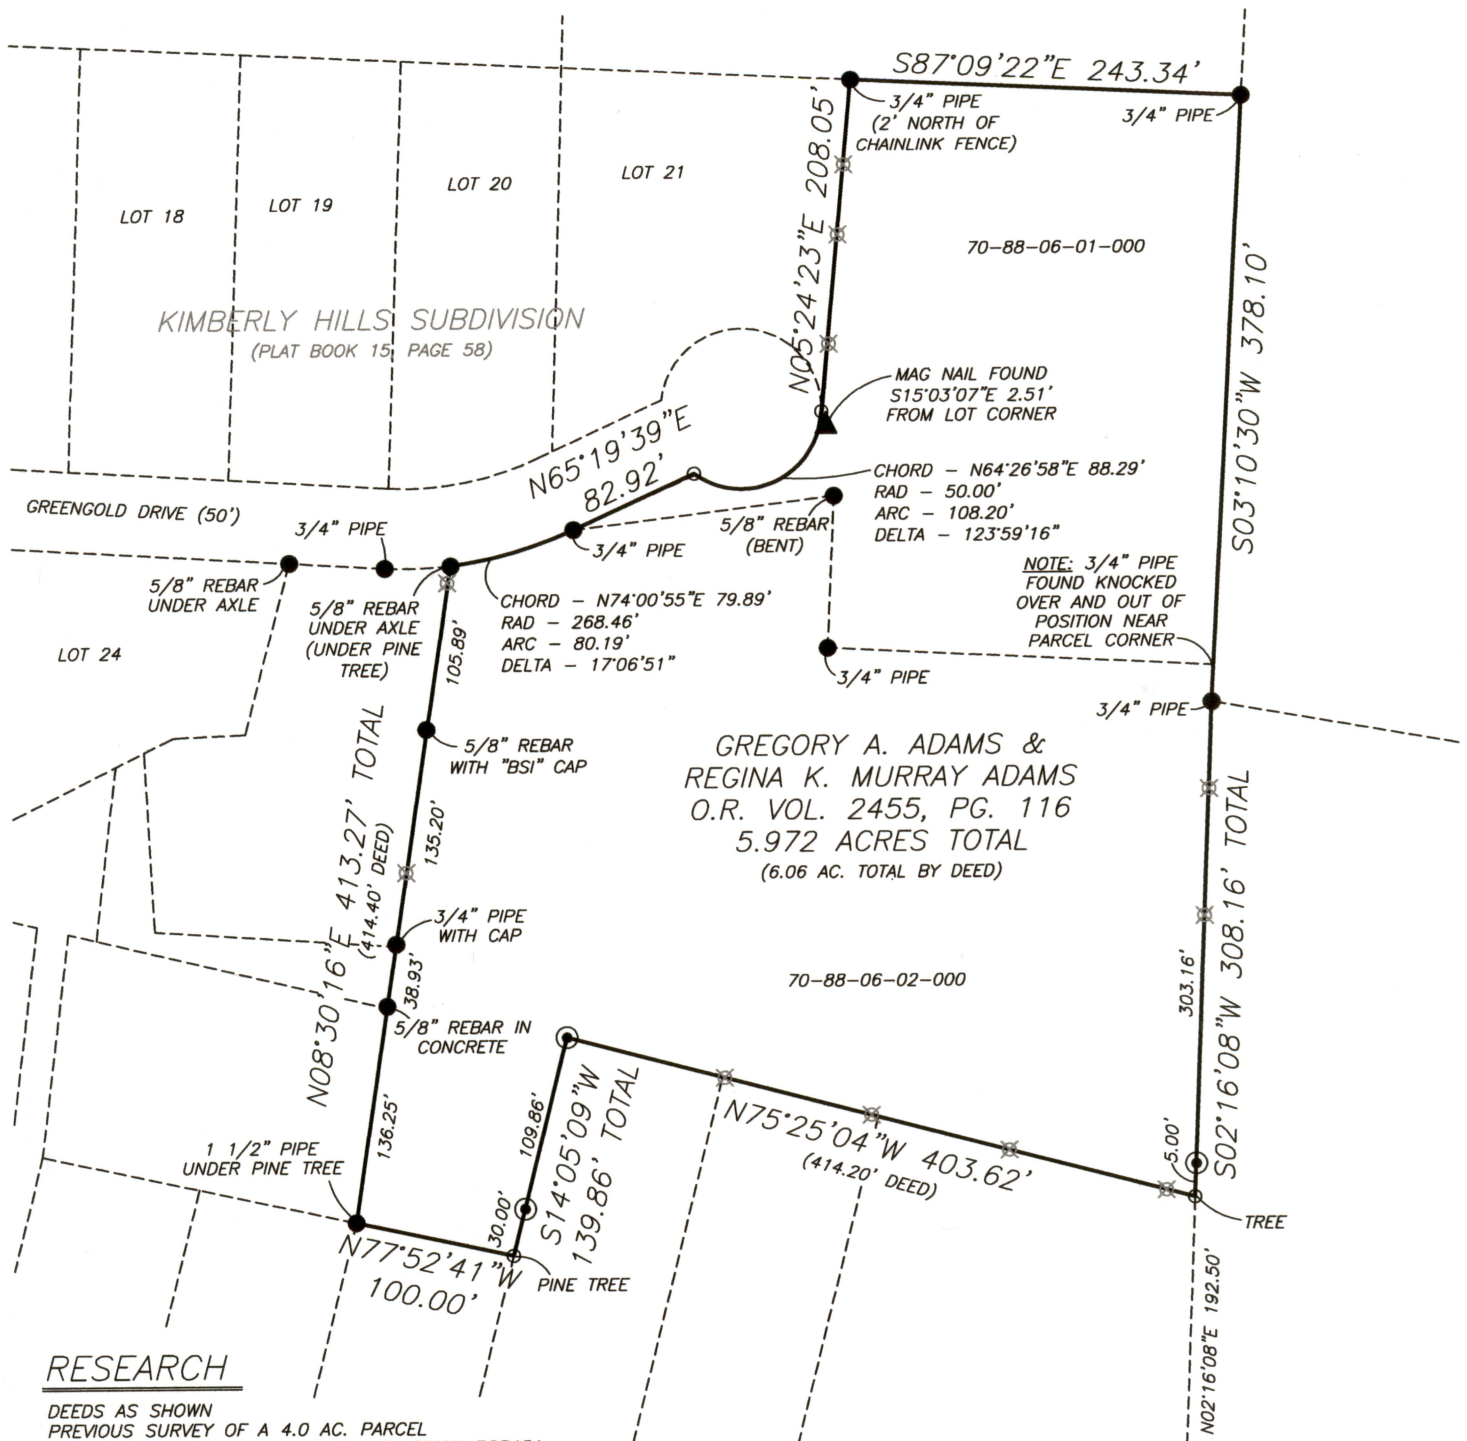 S87°09'22"E 243.34'
3/4" PIPE
(2' NORTH OF
CHAINLINK FENCE)
3/4" PIPE
N05°24'23"E 208.05'
LOT 18
LOT 19
LOT 20
LOT 21
70-88-06-01-000
KIMBERLY HILLS SUBDIVISION
(PLAT BOOK 15, PAGE 58)
S03°10'30"W 378.10'
MAG NAIL FOUND
S15°03'07"E 2.51'
FROM LOT CORNER
N65°19'39"E
82.92'
CHORD - N64°26'58"E 88.29'
RAD - 50.00'
ARC - 108.20'
DELTA - 123°59'16"
GREENGOLD DRIVE (50')
3/4" PIPE
5/8" REBAR
(BENT)
3/4" PIPE
5/8" REBAR
UNDER AXLE
5/8" REBAR
UNDER AXLE
(UNDER PINE
TREE)
CHORD - N74°00'55"E 79.89'
RAD - 268.46'
ARC - 80.19'
DELTA - 17°06'51"
NOTE: 3/4" PIPE
FOUND KNOCKED
OVER AND OUT OF
POSITION NEAR
PARCEL CORNER
LOT 24
105.89'
3/4" PIPE
3/4" PIPE
5/8" REBAR
WITH "BSI" CAP
GREGORY A. ADAMS &
REGINA K. MURRAY ADAMS
O.R. VOL. 2455, PG. 116
5.972 ACRES TOTAL
(6.06 AC. TOTAL BY DEED)
N08°30'16"E 413.27' TOTAL
(414.40' DEED)
135.20'
3/4" PIPE
WITH CAP
38.93'
70-88-06-02-000
303.16'
S02°16'08"W 308.16' TOTAL
5/8" REBAR IN
CONCRETE
136.25'
109.86'
S14°05'09"W
139.86' TOTAL
N75°25'04"W 403.62'
(414.20' DEED)
5.00'
1 1/2" PIPE
UNDER PINE TREE
30.00'
TREE
N77°52'41"W
100.00'
PINE TREE
N02°16'08"E 192.50'
RESEARCH
DEEDS AS SHOWN
PREVIOUS SURVEY OF A 4.0 AC. PARCEL